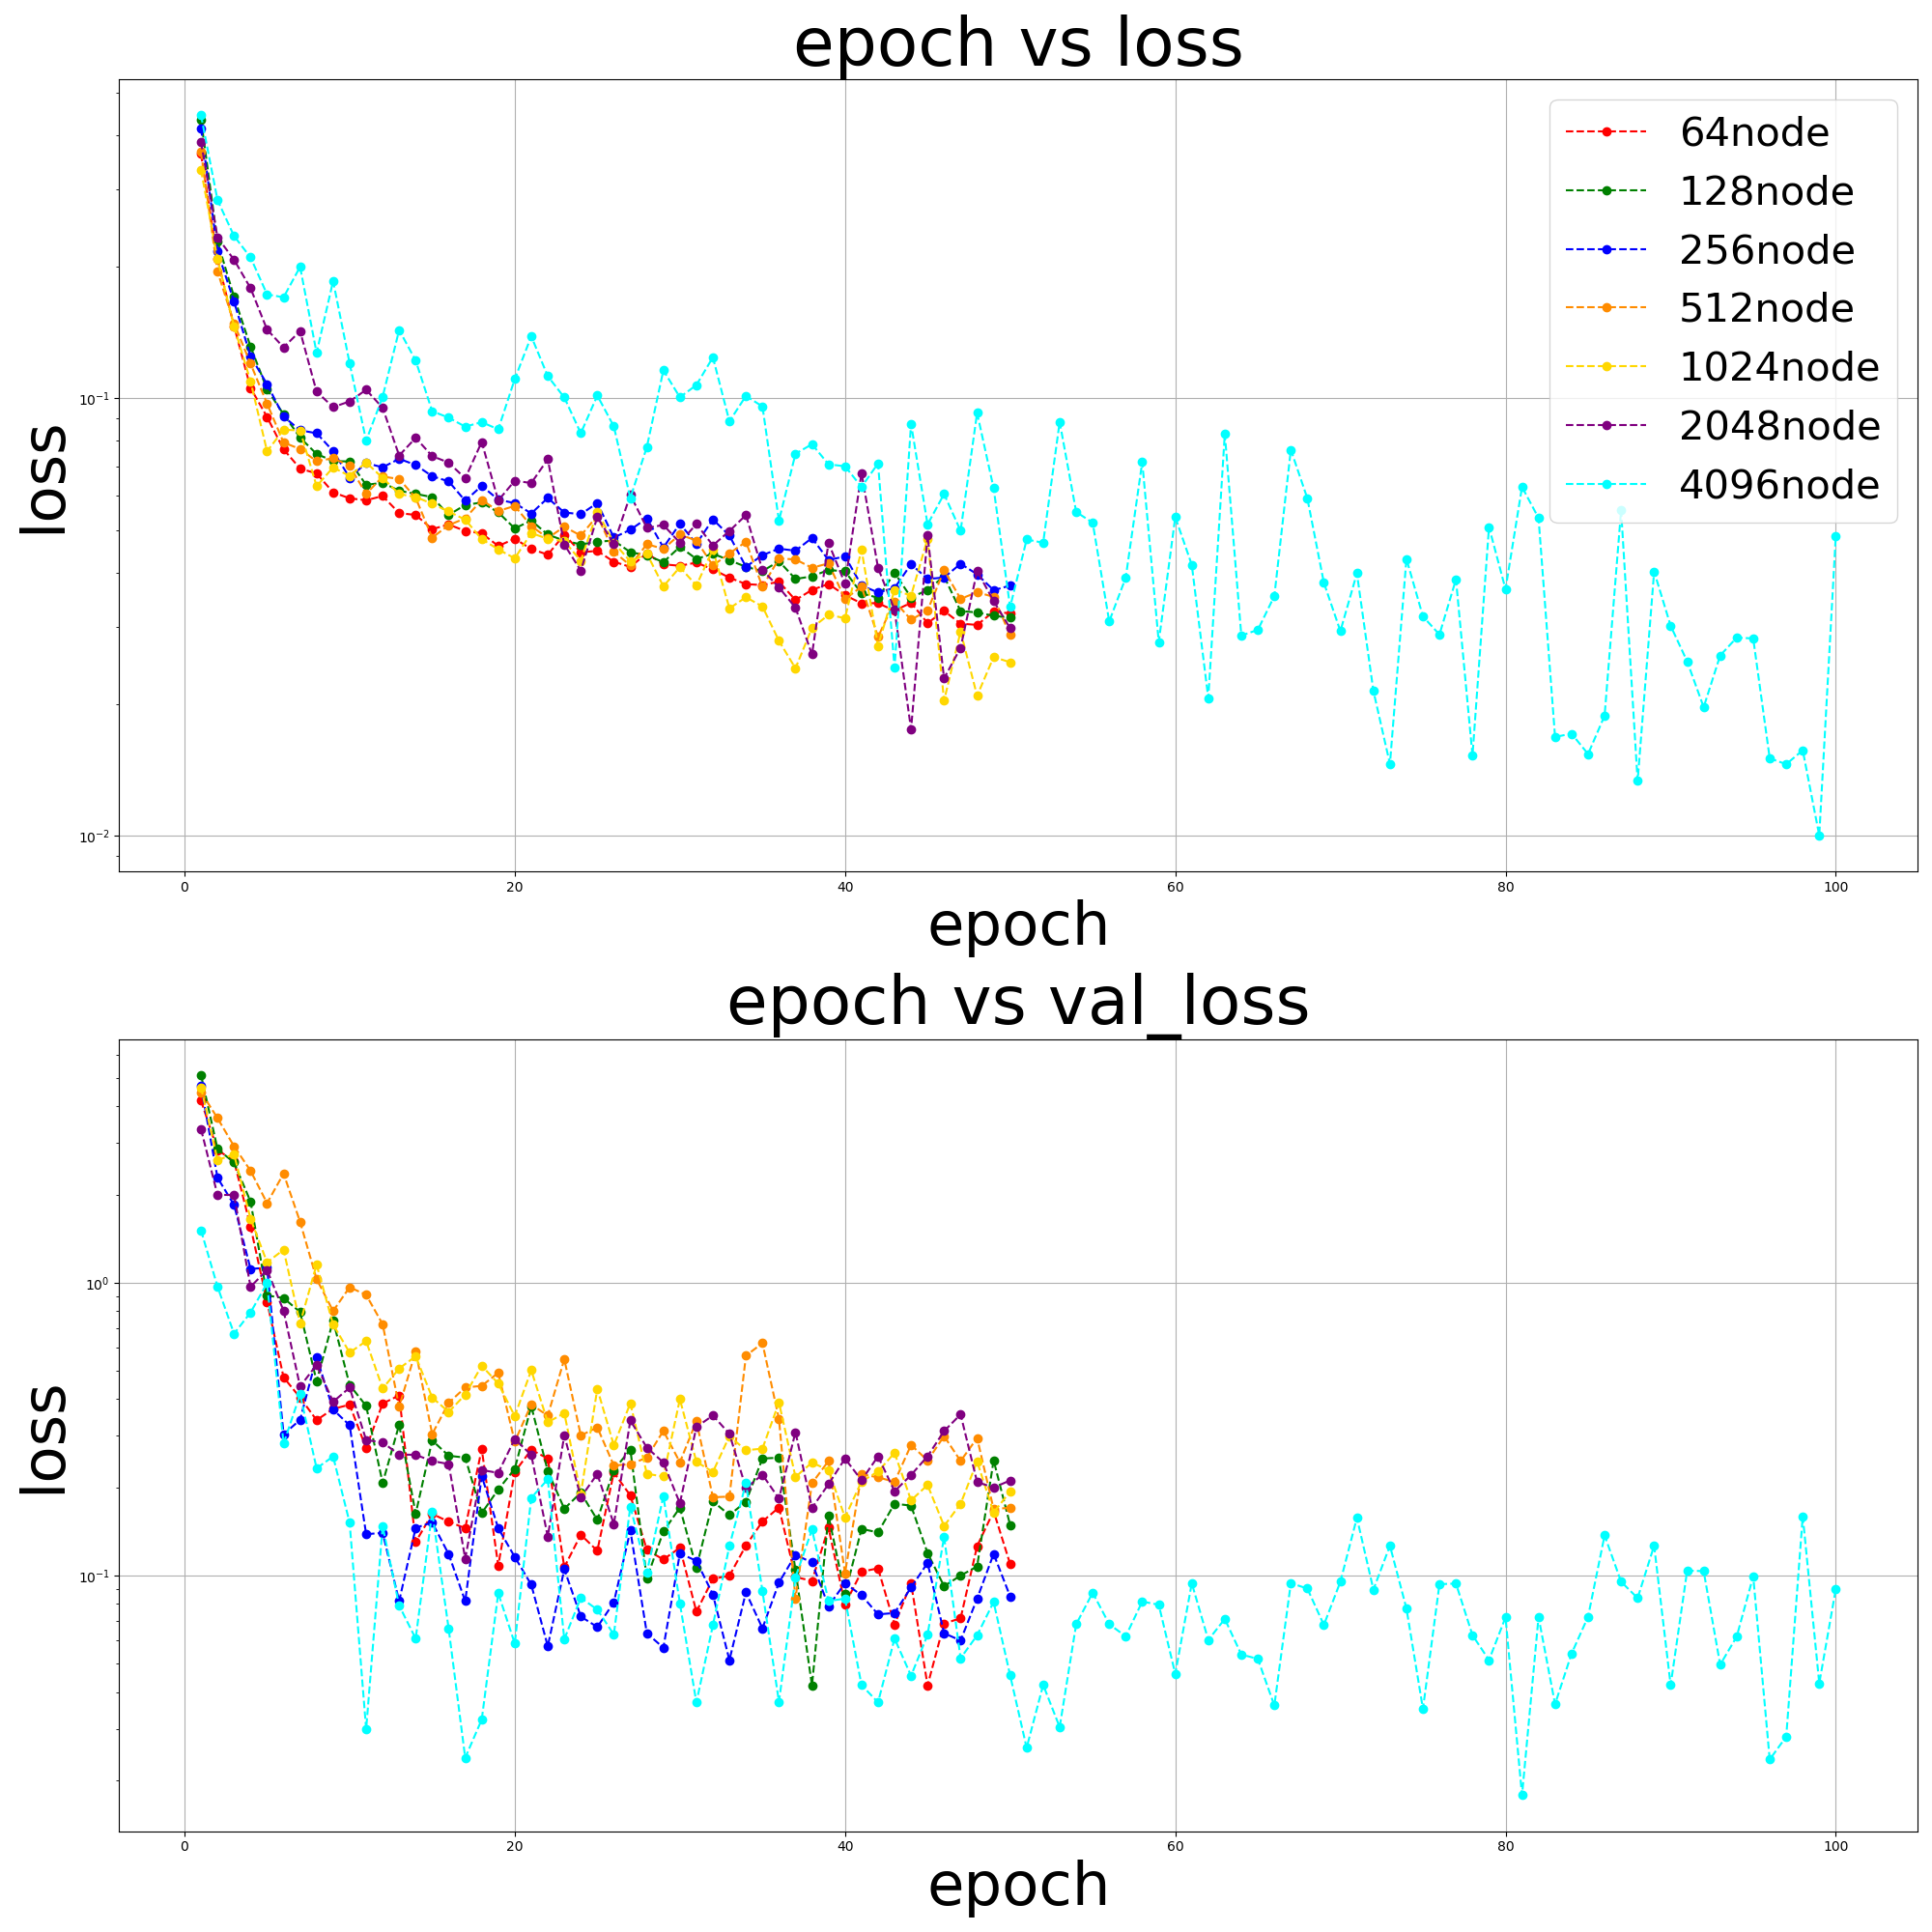 epoch vs loss
64node
128node
256node
512node
1024node
2048node
4096node
loss
10⁻¹
10⁻²
0 20 40 60 80 100
epoch
epoch vs val_loss
loss
10⁰
10⁻¹
0 20 40 60 80 100
epoch